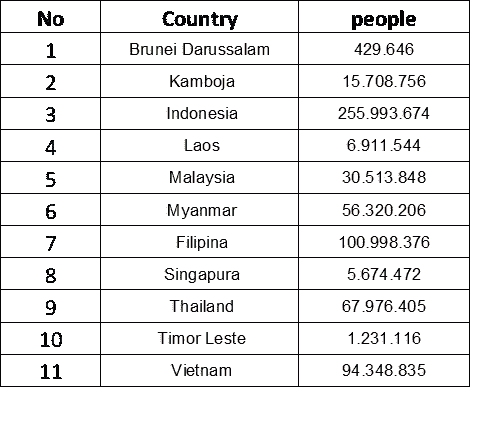 No Country people
1 Brunei Darussalam 429.646
2 Kamboja 15.708.756
3 Indonesia 255.993.674
4 Laos 6.911.544
5 Malaysia 30.513.848
6 Myanmar 56.320.206
7 Filipina 100.998.376
8 Singapura 5.674.472
9 Thailand 67.976.405
10 Timor Leste 1.231.116
11 Vietnam 94.348.835